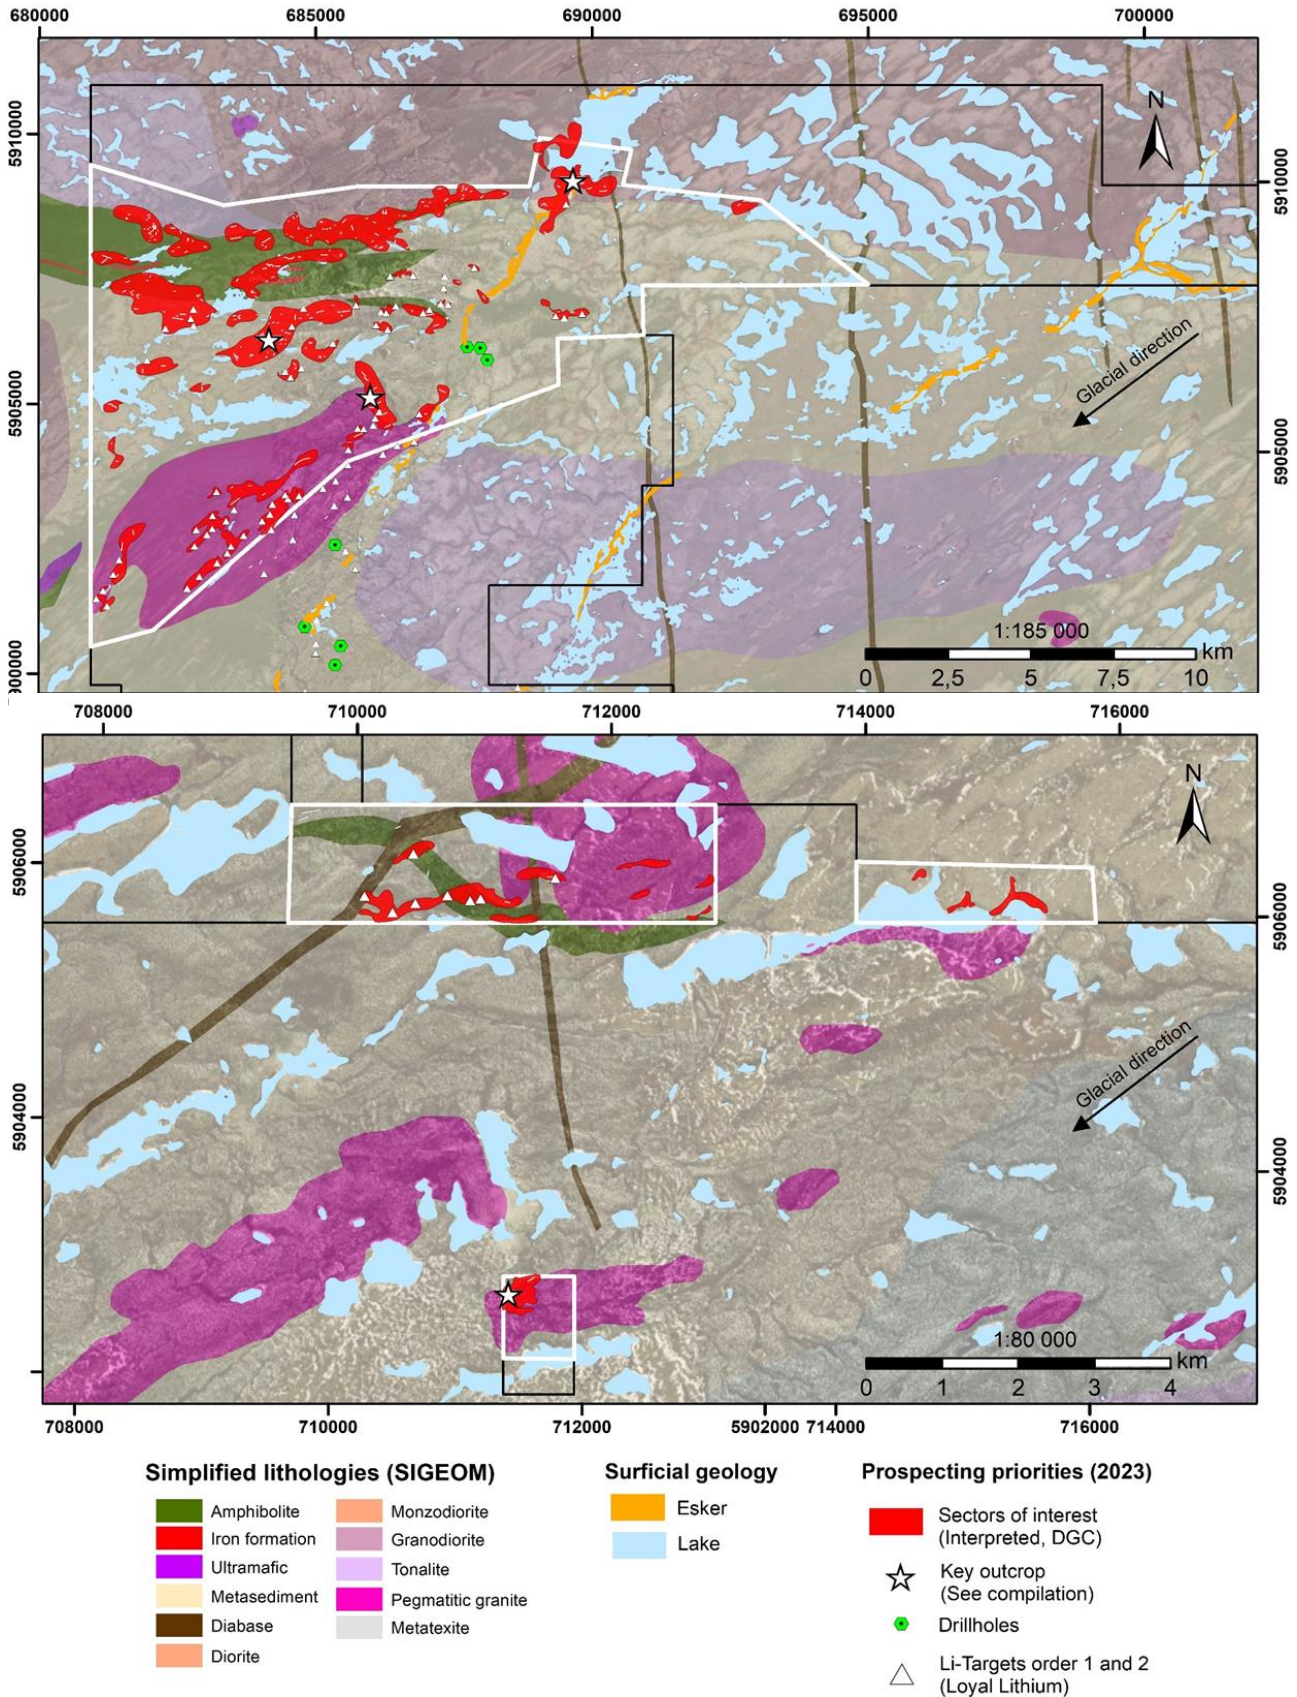 680000 685000 690000 695000 700000
5910000
5905000
5910000
5905000
N
Glacial direction
1:185 000
km
0 2,5 5 7,5 10
708000 710000 712000 714000 716000
5906000
5904000
5906000
5904000
N
Glacial direction
1:80 000
km
0 1 2 3 4
708000 710000 712000 5902000 714000 716000
Simplified lithologies (SIGEOM)
Amphibolite
Iron formation
Ultramafic
Metasediment
Diabase
Diorite
Monzodiorite
Granodiorite
Tonalite
Pegmatitic granite
Metatexite
Surficial geology
Esker
Lake
Prospecting priorities (2023)
Sectors of interest
(Interpreted, DGC)
Key outcrop
(See compilation)
Drillholes
Li-Targets order 1 and 2
(Loyal Lithium)